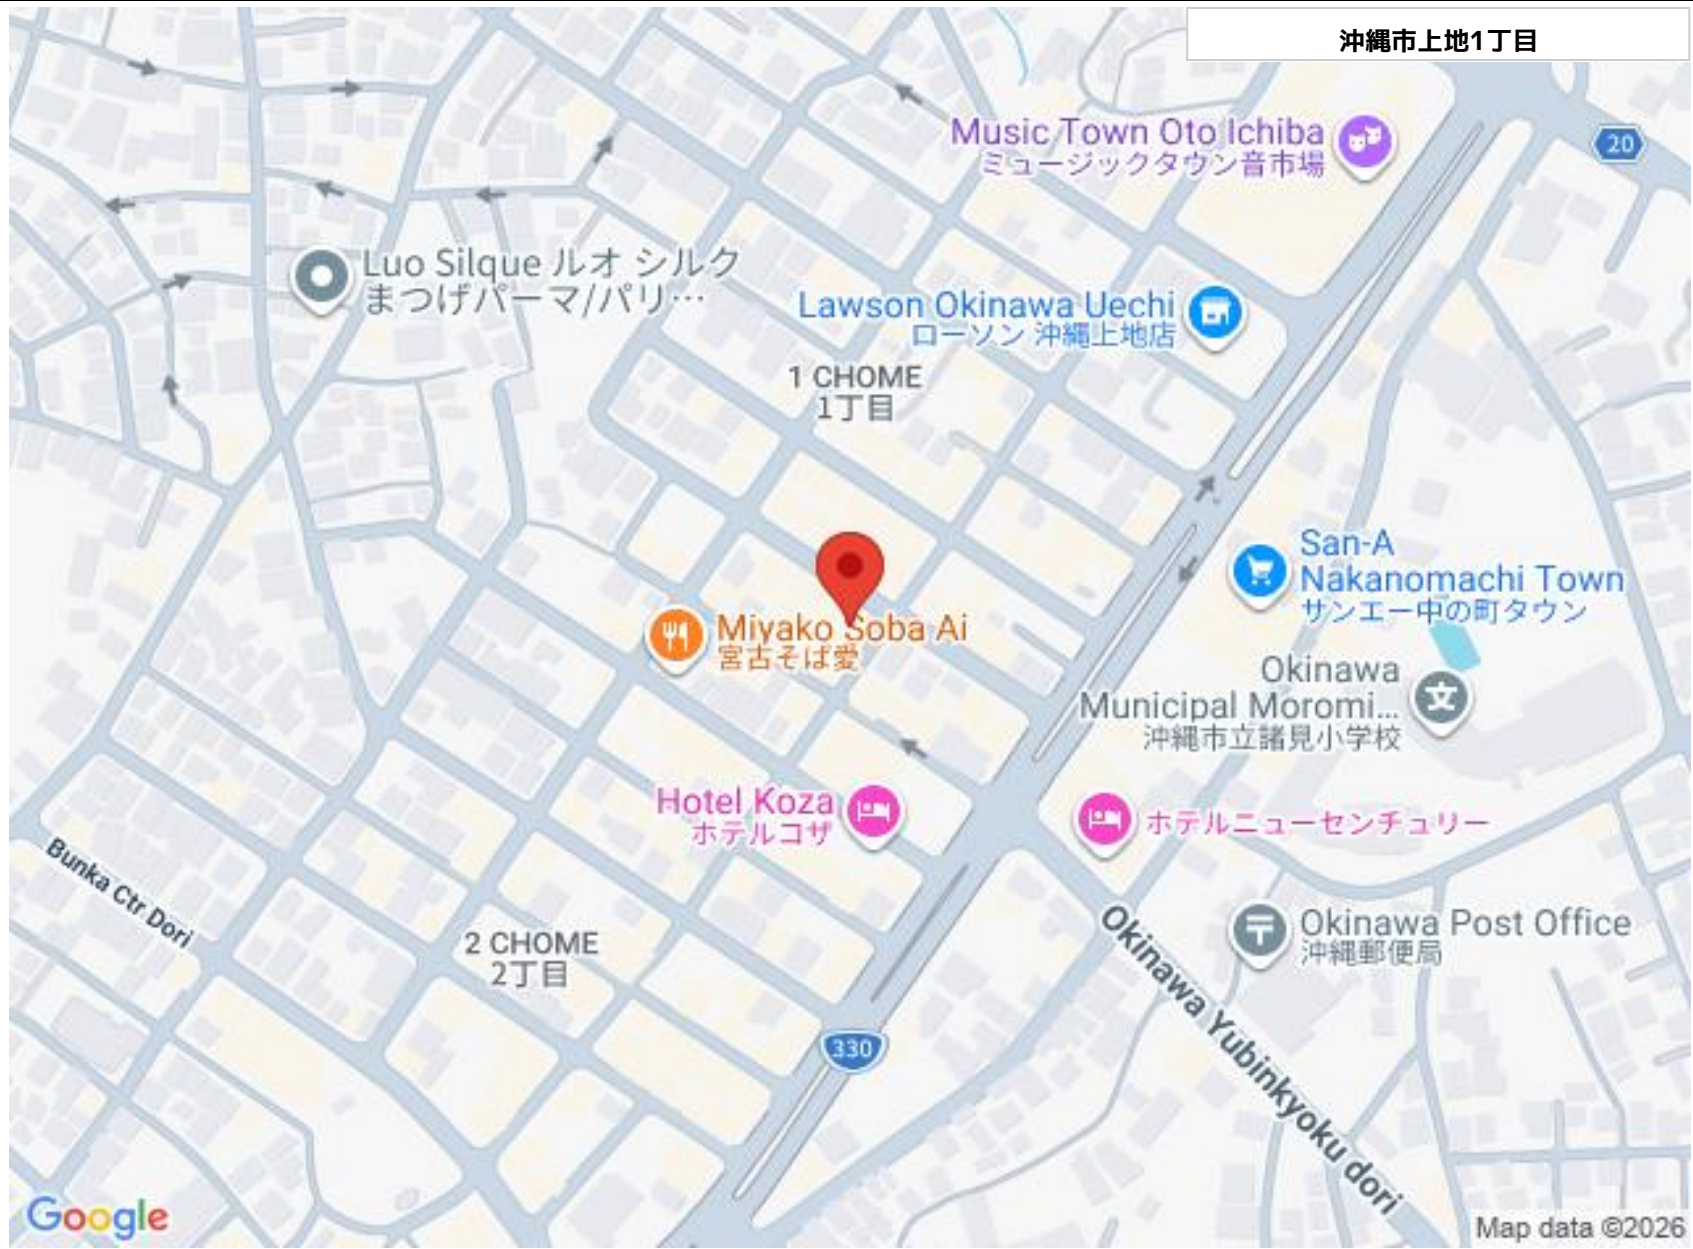 沖縄市上地1丁目
Music Town Oto Ichiba
ミュージックタウン音市場
20
Luo Silque ルオ シルク
まつげパーマ/パリ…
Lawson Okinawa Uechi
ローソン 沖縄上地店
1 CHOME
1丁目
San-A
Nakanomachi Town
サンエー中の町タウン
Miyako Soba Ai
宮古そば愛
Okinawa
Municipal Moromi...
沖縄市立諸見小学校
Hotel Koza
ホテルコザ
ホテルニューセンチュリー
Bunka Ctr Dori
2 CHOME
2丁目
Okinawa Post Office
沖縄郵便局
Okinawa Yubinkyoku dori
330
Google
Map data ©2026